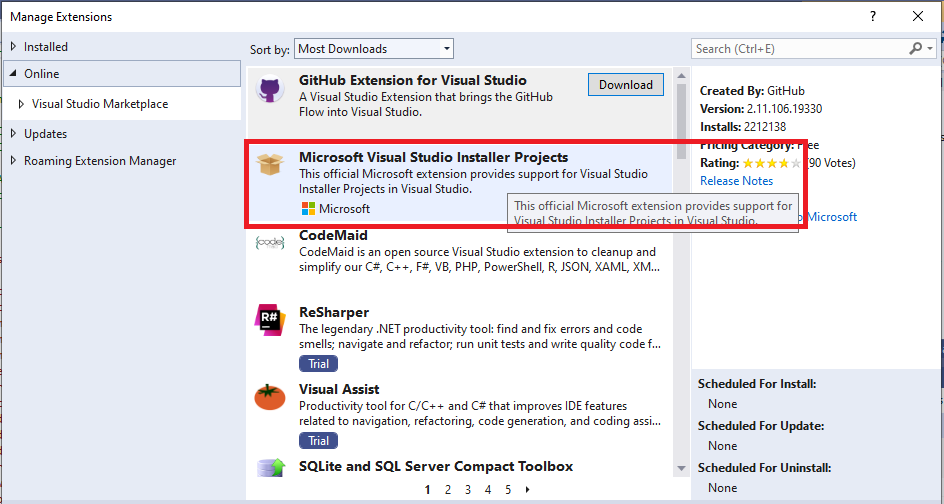 Manage Extensions
?
Installed
Online
Visual Studio Marketplace
Updates
Roaming Extension Manager
Sort by: Most Downloads
GitHub Extension for Visual Studio
A Visual Studio Extension that brings the GitHub
Flow into Visual Studio.
Download
Microsoft Visual Studio Installer Projects
This official Microsoft extension provides support for Visual Studio
Installer Projects in Visual Studio.
Microsoft
This official Microsoft extension provides support for
Visual Studio Installer Projects in Visual Studio.
{code}
CodeMaid
CodeMaid is an open source Visual Studio extension to cleanup and
simplify our C#, C++, F#, VB, PHP, PowerShell, R, JSON, XAML, XM...
R#
ReSharper
The legendary .NET productivity tool: find and fix errors and code
smells; navigate and refactor; run unit tests and write quality code f...
Trial
Visual Assist
Productivity tool for C/C++ and C# that improves IDE features
related to navigation, refactoring, code generation, and coding assi...
Trial
SQLite and SQL Server Compact Toolbox
1 2 3 4 5
Search (Ctrl+E)
Created By: GitHub
Version: 2.11.106.19330
Installs: 2212138
Pricing Category: Free
Rating: (90 Votes)
Release Notes
Microsoft
Scheduled For Install:
None
Scheduled For Update:
None
Scheduled For Uninstall:
None